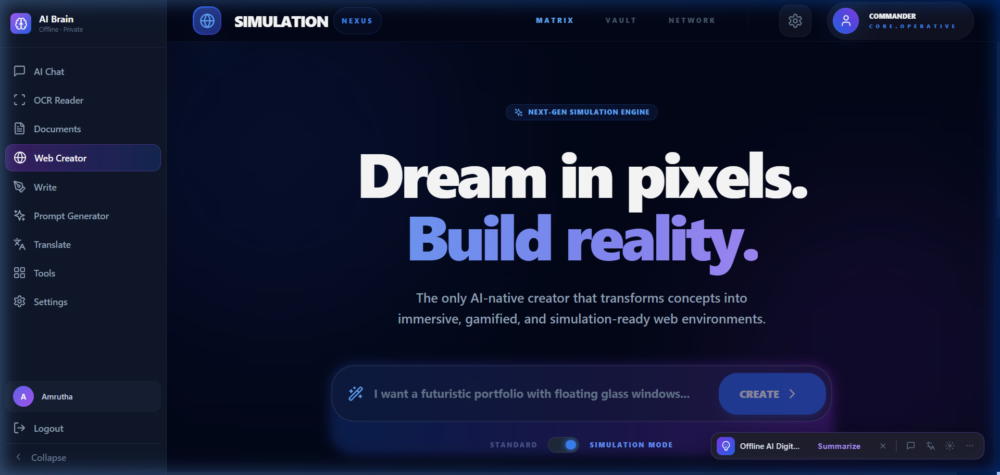 AI Brain
Offline · Private
AI Chat
OCR Reader
Documents
Web Creator
Write
Prompt Generator
Translate
Tools
Settings
A
Amrutha
Logout
Collapse
SIMULATION
NEXUS
MATRIX
VAULT
NETWORK
COMMANDER
CORE.OPERATIVE
NEXT-GEN SIMULATION ENGINE
Dream in pixels.
Build reality.
The only AI-native creator that transforms concepts into
immersive, gamified, and simulation-ready web environments.
I want a futuristic portfolio with floating glass windows...
CREATE
STANDARD
SIMULATION MODE
Offline AI Digit...
Summarize